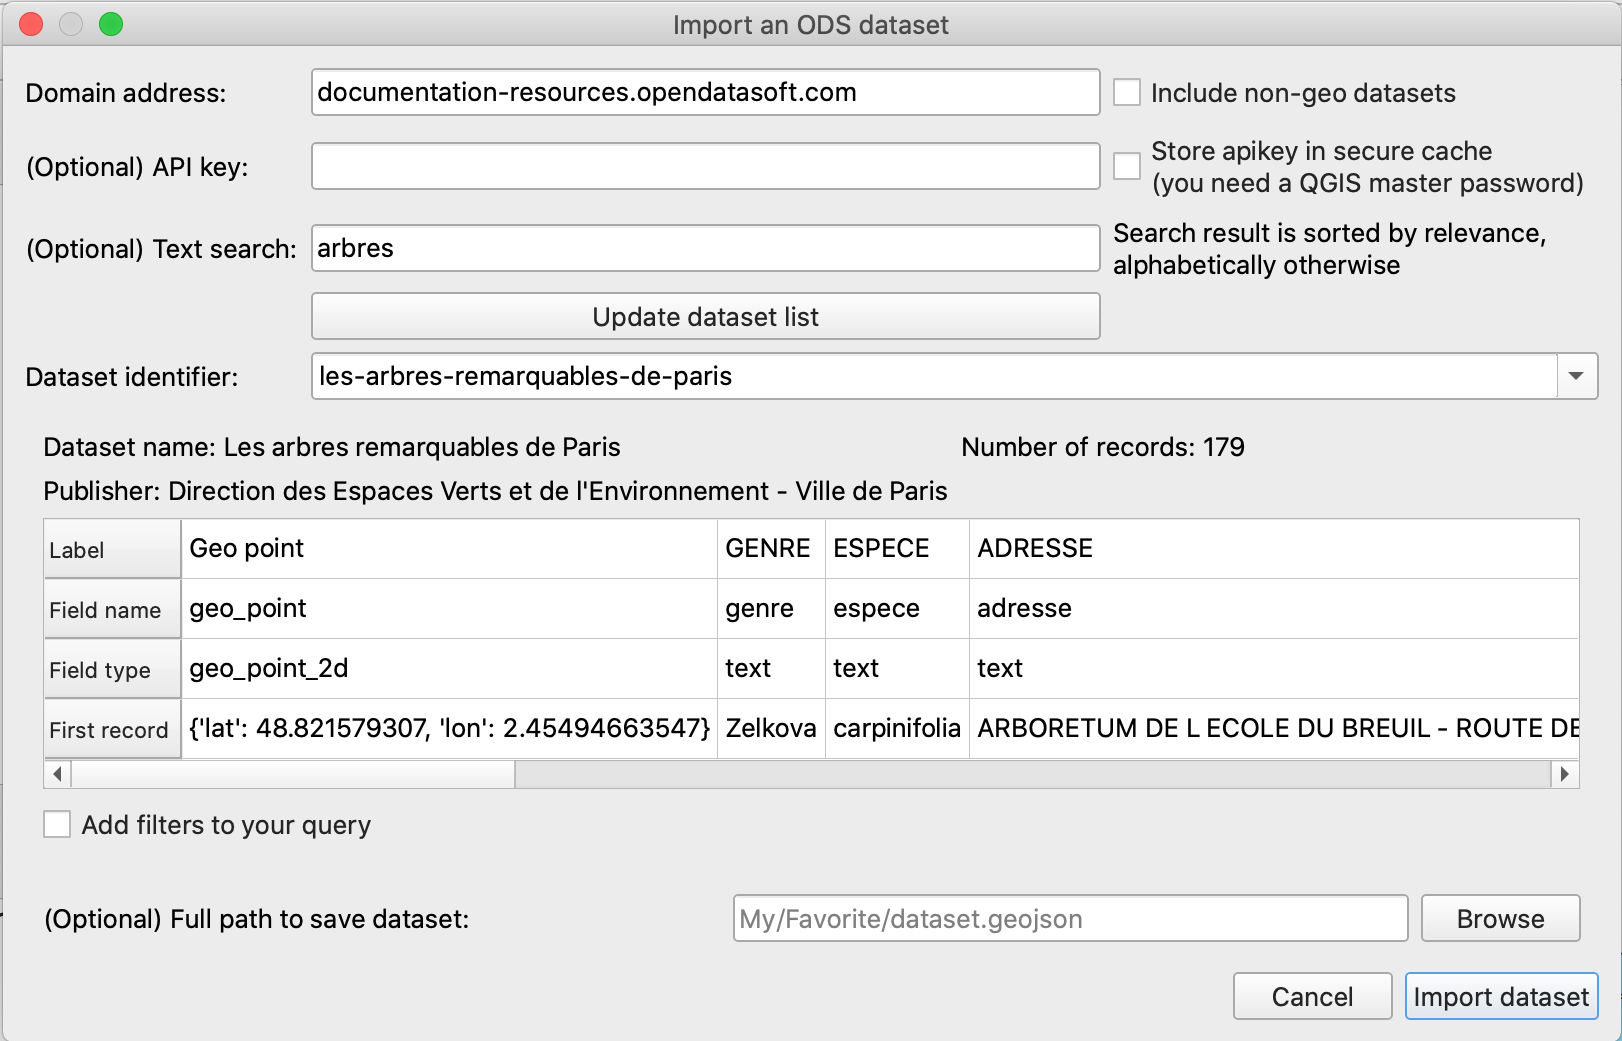 Import an ODS dataset
Domain address: documentation-resources.opendatasoft.com Include non-geo datasets
(Optional) API key: Store apikey in secure cache
(you need a QGIS master password)
(Optional) Text search: arbres Search result is sorted by relevance,
alphabetically otherwise
Update dataset list
Dataset identifier: les-arbres-remarquables-de-paris
Dataset name: Les arbres remarquables de Paris Number of records: 179
Publisher: Direction des Espaces Verts et de l'Environnement - Ville de Paris
Label Geo point GENRE ESPECE ADRESSE
Field name geo_point genre espece adresse
Field type geo_point_2d text text text
First record {'lat': 48.821579307, 'lon': 2.45494663547} Zelkova carpinifolia ARBORETUM DE L ECOLE DU BREUIL - ROUTE DE
Add filters to your query
(Optional) Full path to save dataset: My/Favorite/dataset.geojson Browse
Cancel Import dataset